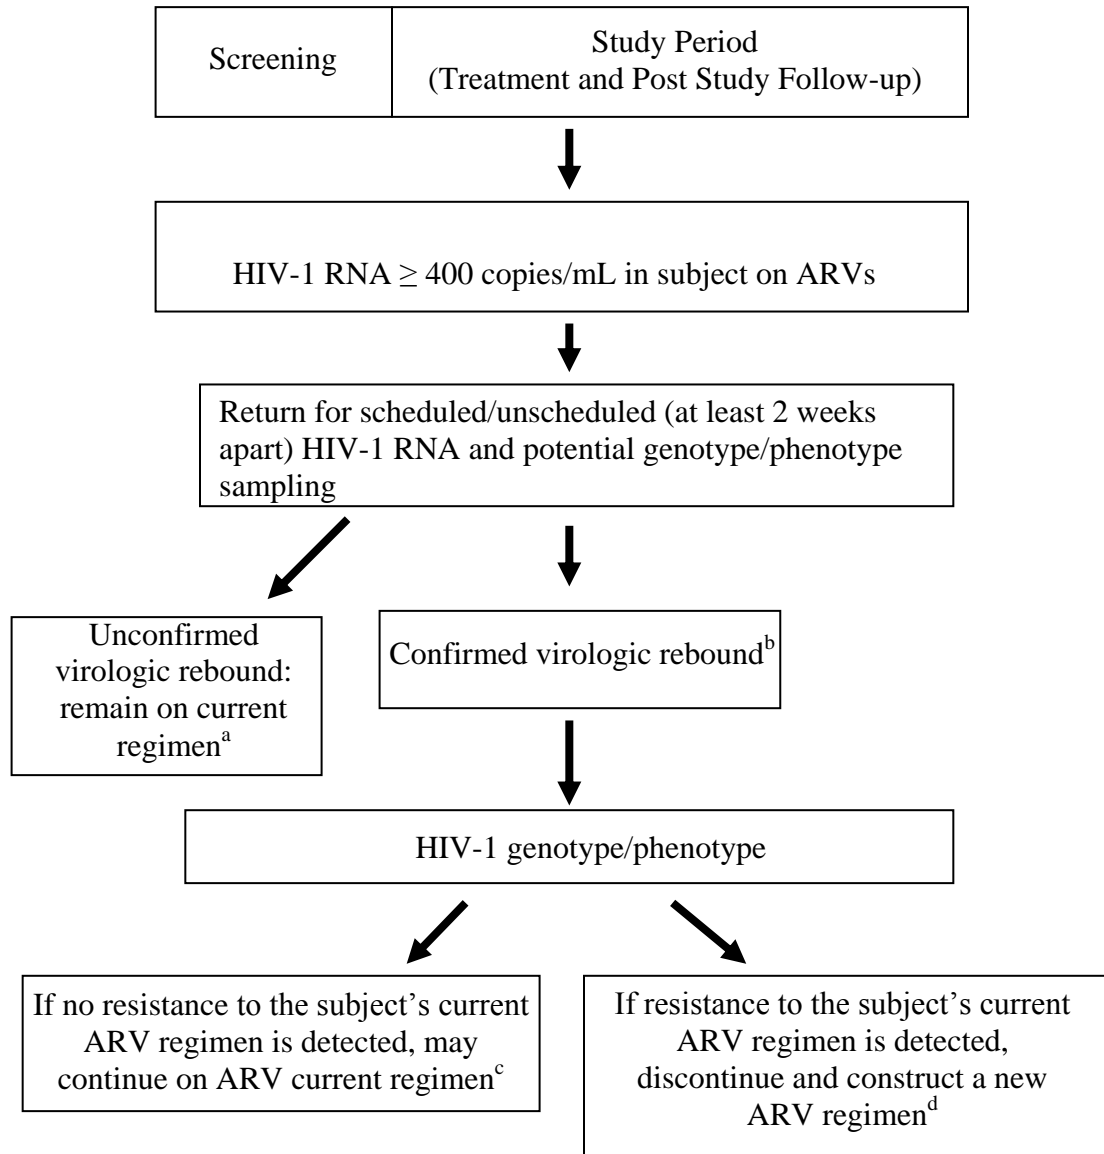 Screening
Study Period
(Treatment and Post Study Follow-up)
HIV-1 RNA ≥ 400 copies/mL in subject on ARVs
Return for scheduled/unscheduled (at least 2 weeks
apart) HIV-1 RNA and potential genotype/phenotype
sampling
Unconfirmed
virologic rebound:
remain on current
regimenᵃ
Confirmed virologic reboundᵇ
HIV-1 genotype/phenotype
If no resistance to the subject’s current
ARV regimen is detected, may
continue on ARV current regimenᶜ
If resistance to the subject’s current
ARV regimen is detected,
discontinue and construct a new
ARV regimenᵈ